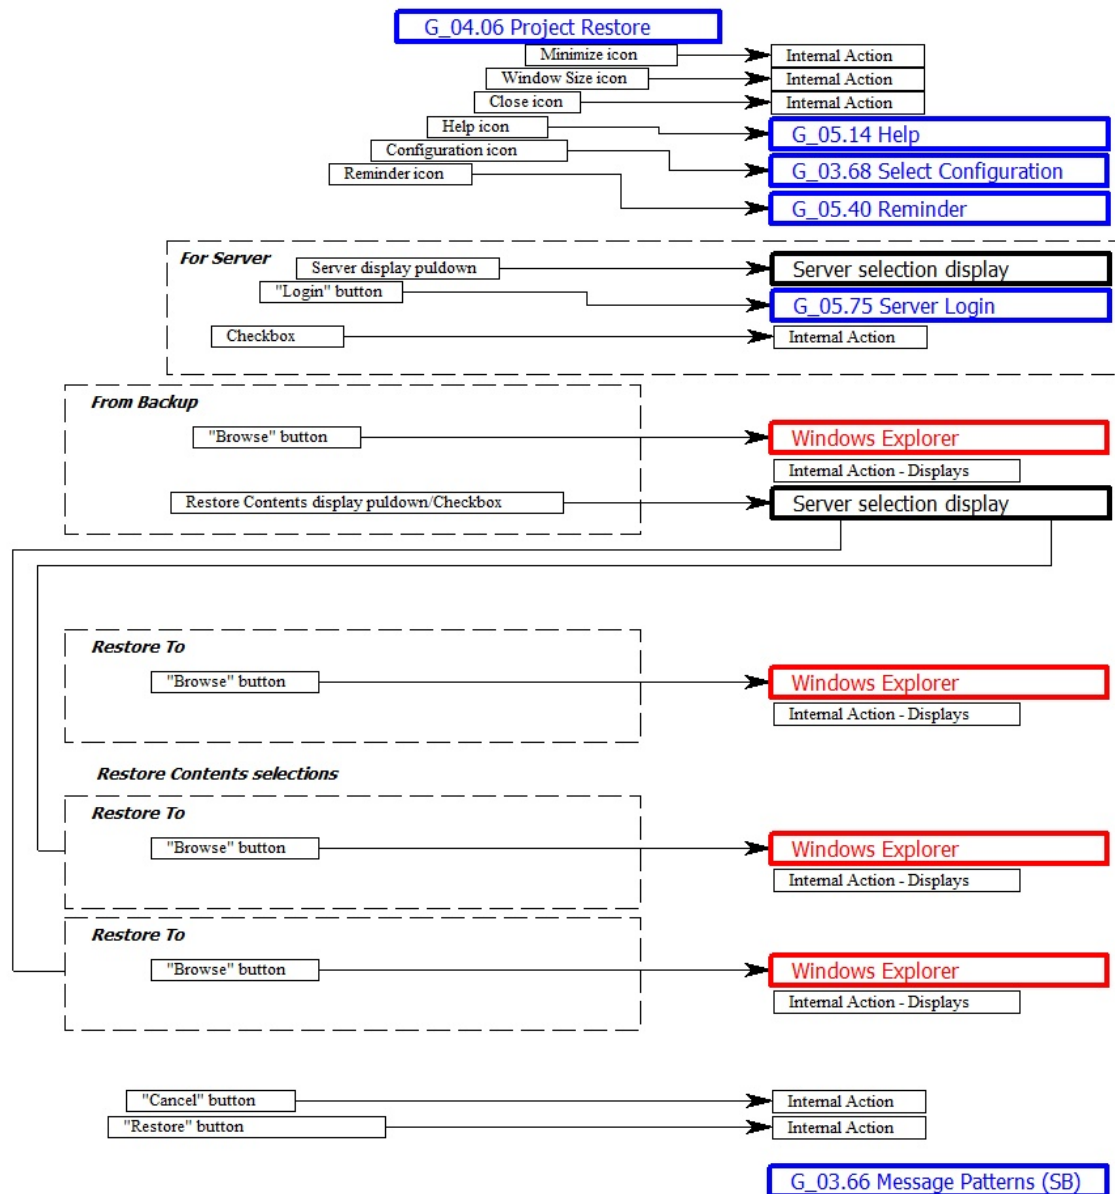 G_04.06 Project Restore
Minimize icon
Internal Action
Window Size icon
Internal Action
Close icon
Internal Action
Help icon
G_05.14 Help
Configuration icon
G_03.68 Select Configuration
Reminder icon
G_05.40 Reminder
For Server
Server display puldown
Server selection display
"Login" button
G_05.75 Server Login
Checkbox
Internal Action
From Backup
"Browse" button
Windows Explorer
Internal Action - Displays
Restore Contents display puldown/Checkbox
Server selection display
Restore To
"Browse" button
Windows Explorer
Internal Action - Displays
Restore Contents selections
Restore To
"Browse" button
Windows Explorer
Internal Action - Displays
Restore To
"Browse" button
Windows Explorer
Internal Action - Displays
"Cancel" button
Internal Action
"Restore" button
Internal Action
G_03.66 Message Patterns (SB)